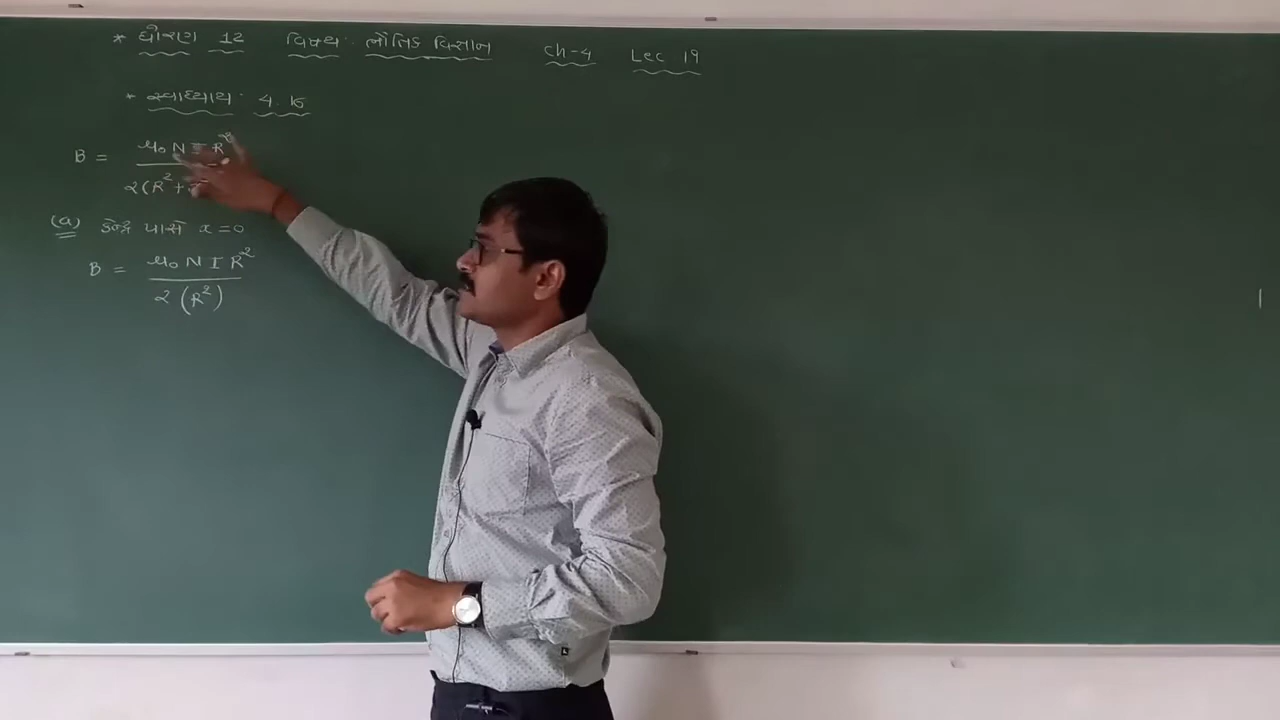 * ધોરણ 12 વિષય : ભૌતિક વિજ્ઞાન Ch-4 Lec 19
* સ્વાધ્યાય : 4.16
B = μ₀ N I R² / 2(R² +
(a) કેન્દ્ર પાસે x = 0
B = μ₀ N I R² / 2 (R²)